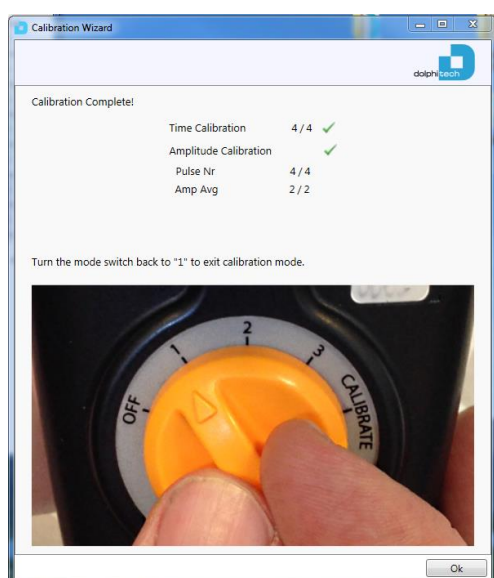 Calibration Wizard
dolphitech
Calibration Complete!
Time Calibration 4 / 4
Amplitude Calibration
Pulse Nr 4 / 4
Amp Avg 2 / 2
Turn the mode switch back to "1" to exit calibration mode.
OFF 1 2 3 CALIBRATE
Ok